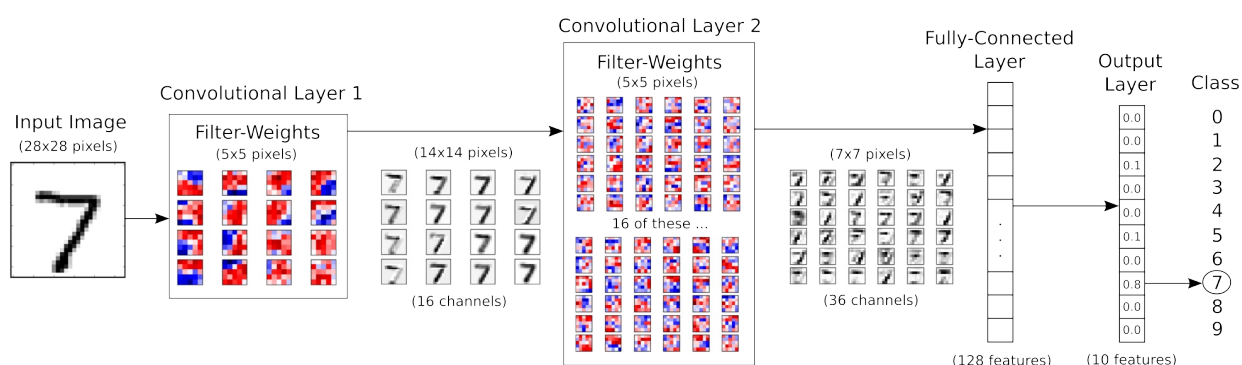 Input Image
(28x28 pixels)
Convolutional Layer 1
Filter-Weights
(5x5 pixels)
(14x14 pixels)
(16 channels)
Convolutional Layer 2
Filter-Weights
(5x5 pixels)
16 of these ...
(7x7 pixels)
(36 channels)
Fully-Connected
Layer
.
.
.
(128 features)
Output
Layer
0.0
0.0
0.1
0.0
0.0
0.1
0.0
0.8
0.0
0.0
(10 features)
Class
0
1
2
3
4
5
6
7
8
9